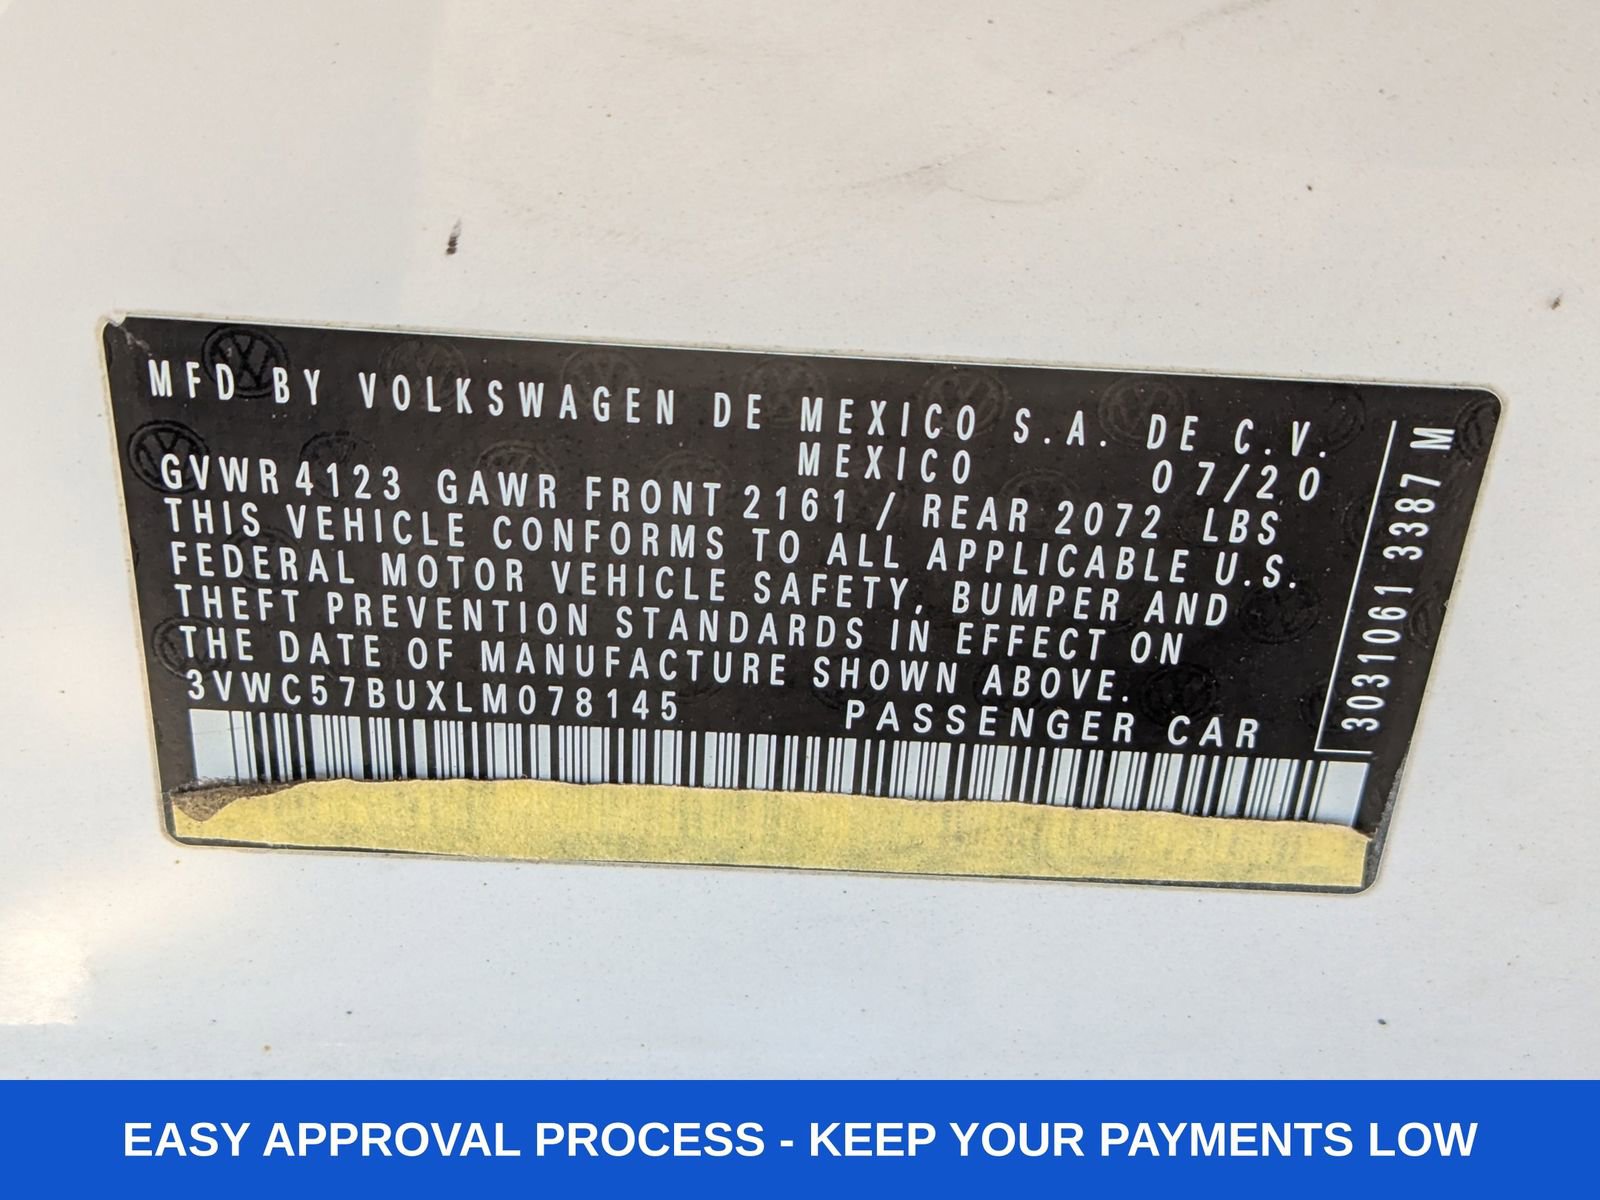 MFD BY VOLKSWAGEN DE MEXICO S.A. DE C.V.
MEXICO 07/20
GVWR 4123 GAWR FRONT 2161 / REAR 2072 LBS
THIS VEHICLE CONFORMS TO ALL APPLICABLE U.S.
FEDERAL MOTOR VEHICLE SAFETY, BUMPER AND
THEFT PREVENTION STANDARDS IN EFFECT ON
THE DATE OF MANUFACTURE SHOWN ABOVE.
3VWC57BUXLM078145 PASSENGER CAR
3031061 3387 M
EASY APPROVAL PROCESS - KEEP YOUR PAYMENTS LOW